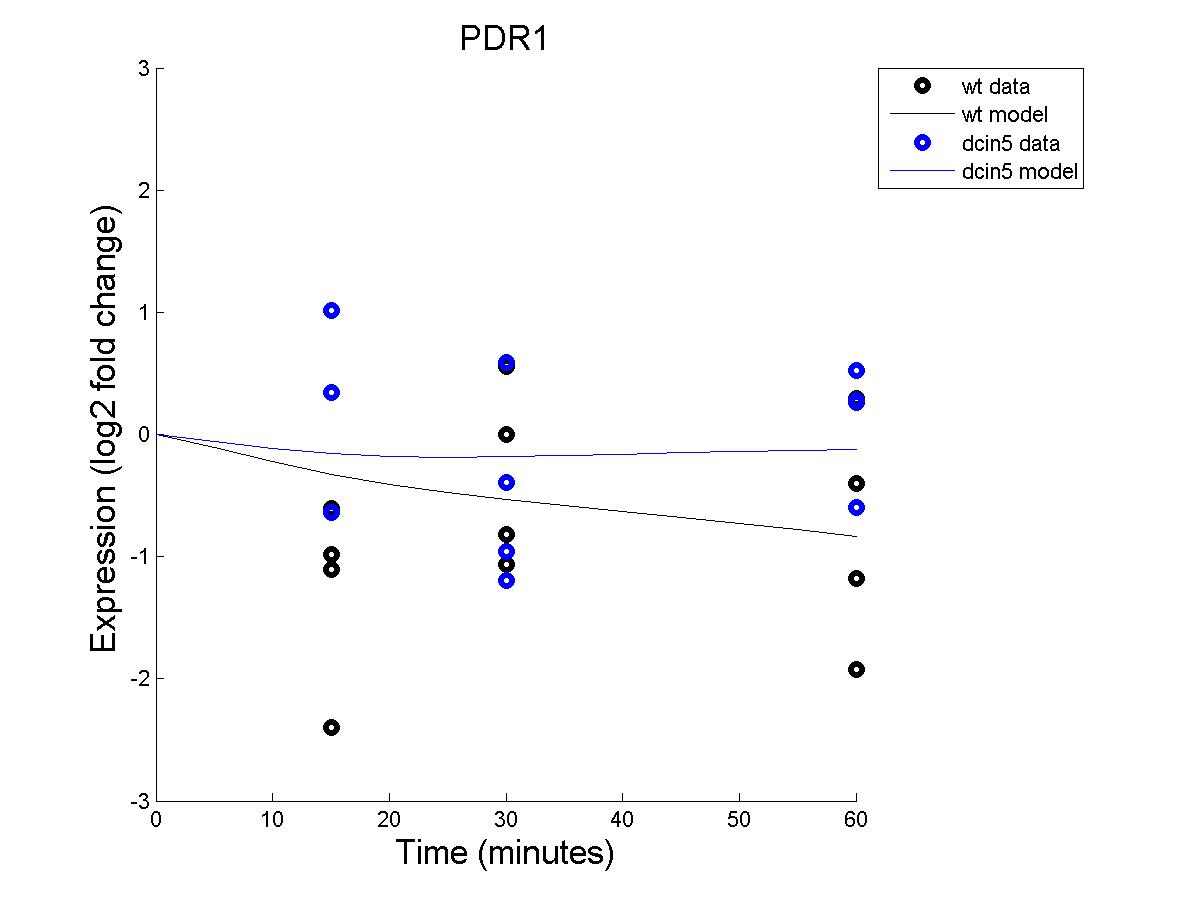 PDR1
wt data
wt model
dcin5 data
dcin5 model
Expression (log2 fold change)
3
2
1
0
-1
-2
-3
0 10 20 30 40 50 60
Time (minutes)